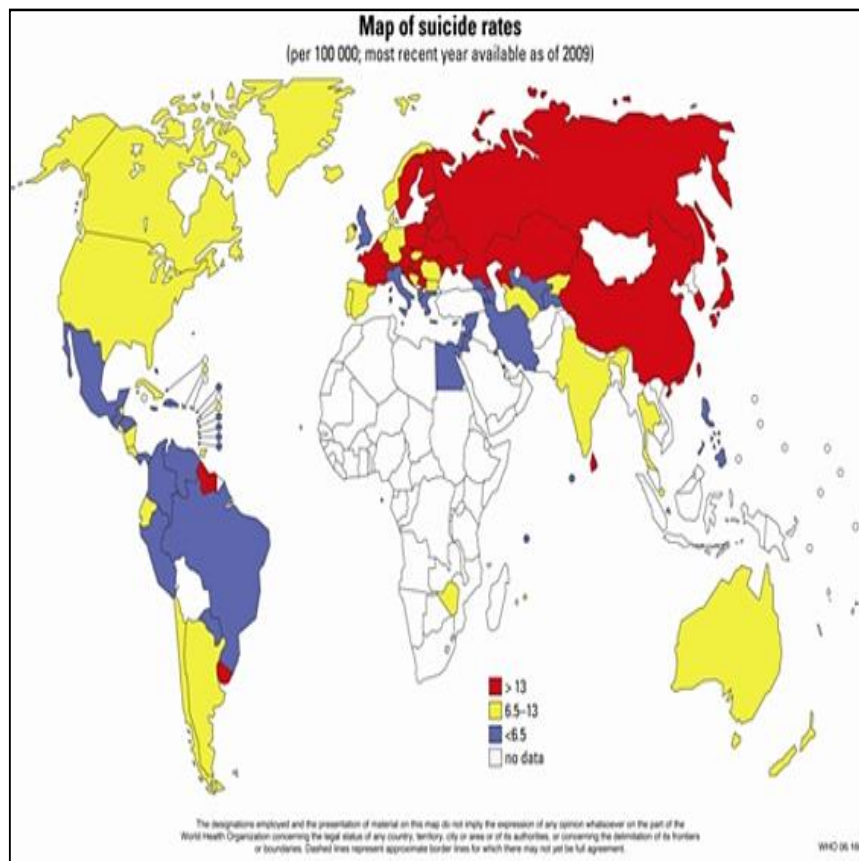 Map of suicide rates
(per 100 000; most recent year available as of 2009)
> 13
6.5–13
<6.5
no data
The designations employed and the presentation of material on this map do not imply the expression of any opinion whatsoever on the part of the
World Health Organization concerning the legal status of any country, territory, city or area or of its authorities, or concerning the delimitation of its frontiers
or boundaries. Dashed lines represent approximate border lines for which there may not yet be full agreement.
WHO 06.16